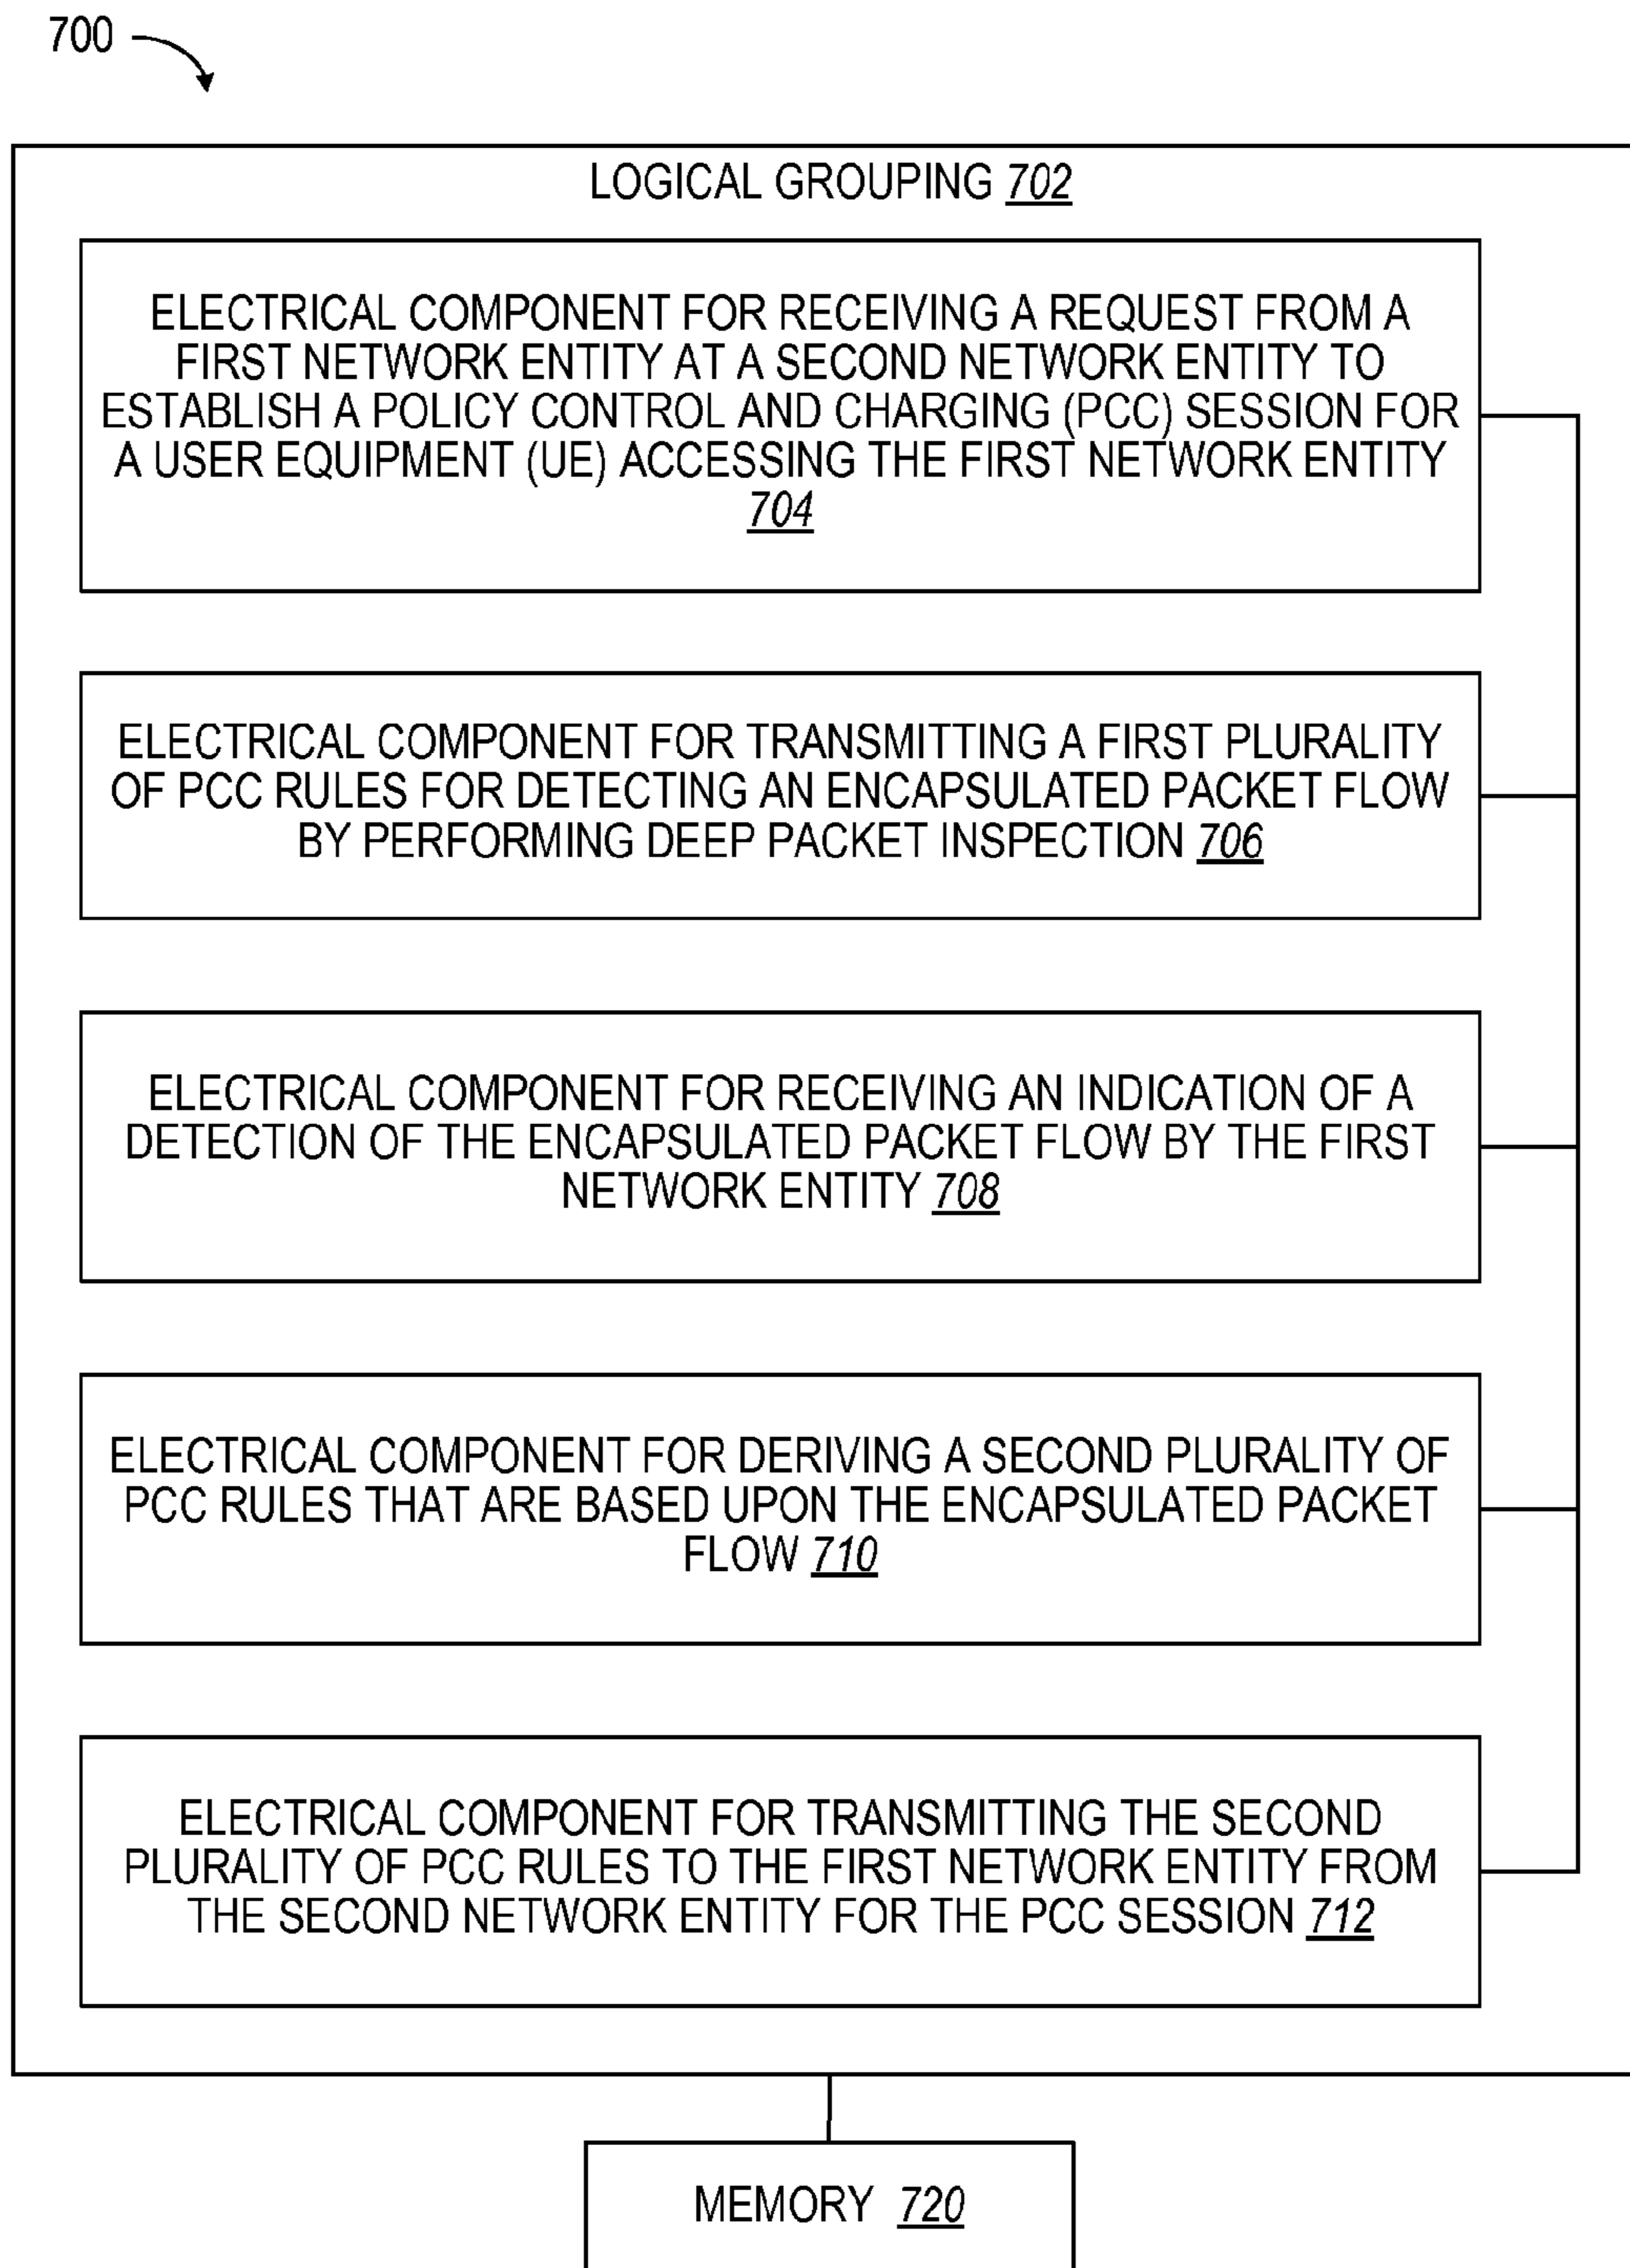 700
LOGICAL GROUPING 702
ELECTRICAL COMPONENT FOR RECEIVING A REQUEST FROM A
FIRST NETWORK ENTITY AT A SECOND NETWORK ENTITY TO
ESTABLISH A POLICY CONTROL AND CHARGING (PCC) SESSION FOR
A USER EQUIPMENT (UE) ACCESSING THE FIRST NETWORK ENTITY
704
ELECTRICAL COMPONENT FOR TRANSMITTING A FIRST PLURALITY
OF PCC RULES FOR DETECTING AN ENCAPSULATED PACKET FLOW
BY PERFORMING DEEP PACKET INSPECTION 706
ELECTRICAL COMPONENT FOR RECEIVING AN INDICATION OF A
DETECTION OF THE ENCAPSULATED PACKET FLOW BY THE FIRST
NETWORK ENTITY 708
ELECTRICAL COMPONENT FOR DERIVING A SECOND PLURALITY OF
PCC RULES THAT ARE BASED UPON THE ENCAPSULATED PACKET
FLOW 710
ELECTRICAL COMPONENT FOR TRANSMITTING THE SECOND
PLURALITY OF PCC RULES TO THE FIRST NETWORK ENTITY FROM
THE SECOND NETWORK ENTITY FOR THE PCC SESSION 712
MEMORY 720